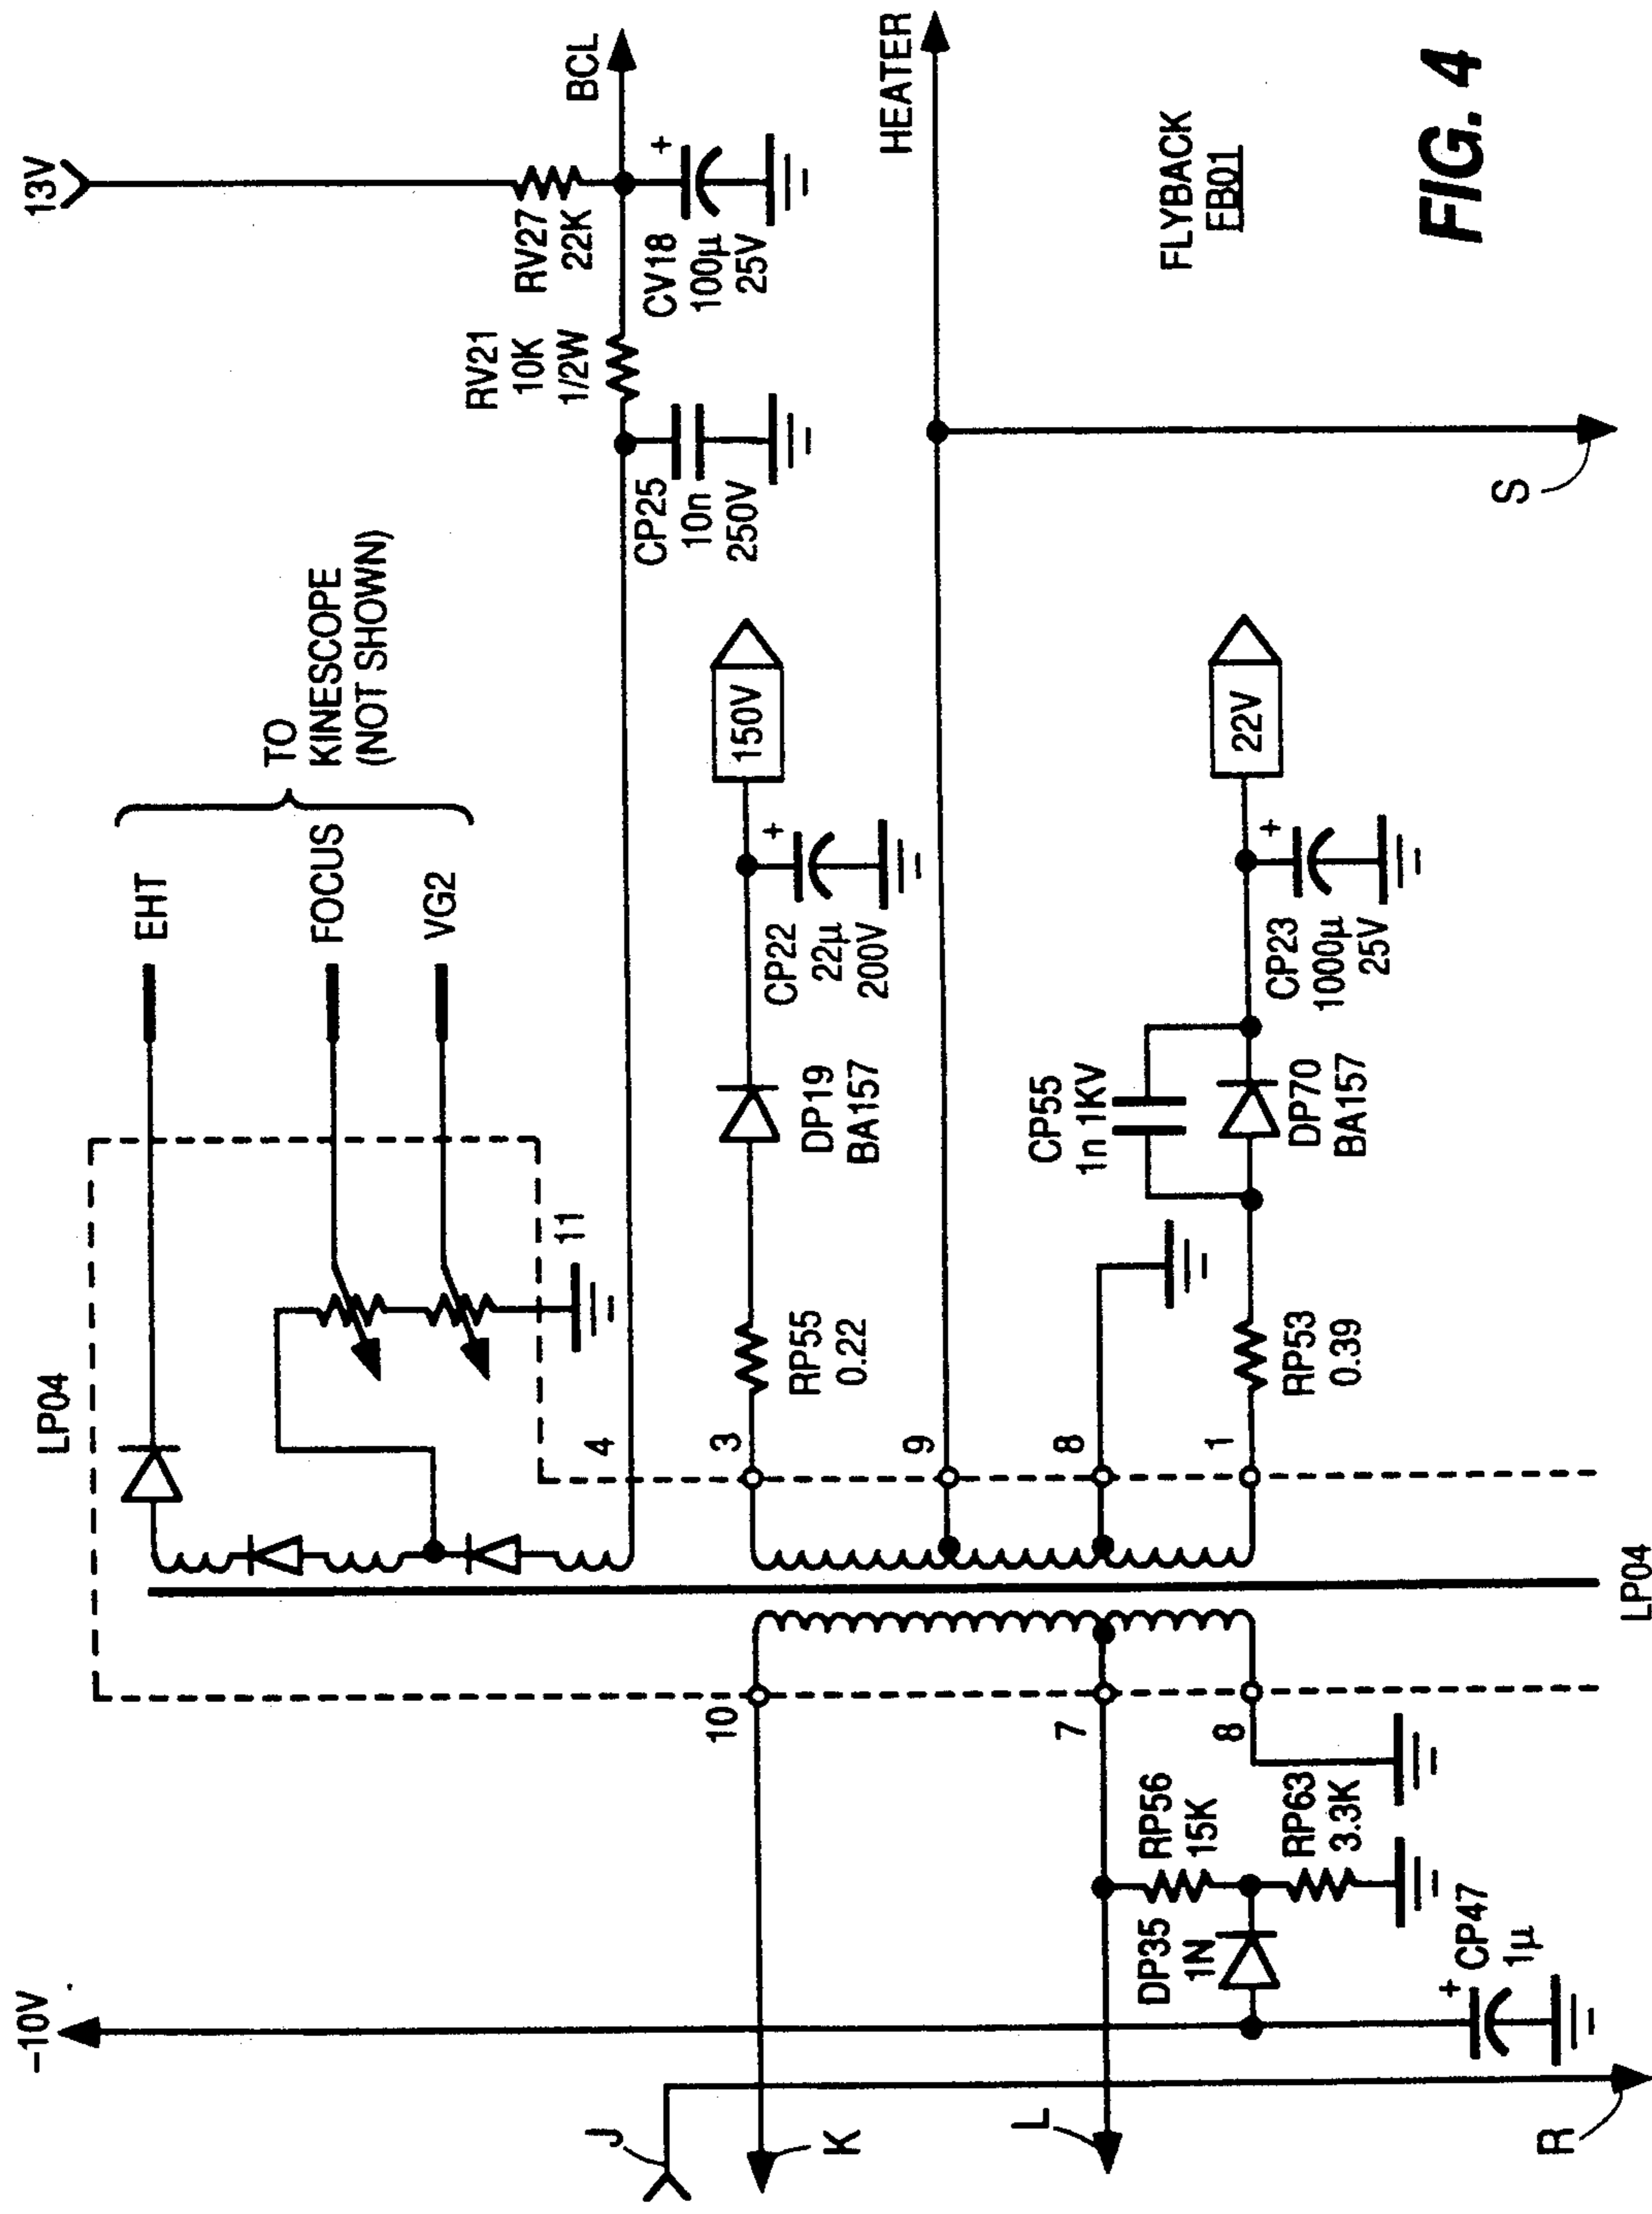 -10V
J
K
L
R
10
7
8
DP35
1N
RP56
15K
RP63
3.3K
CP47
1µ
+
LP04
LP04
EHT
FOCUS
VG2
TO
KINESCOPE
(NOT SHOWN)
11
4
3
9
8
1
RP55
0.22
DP19
BA157
CP22
22µ
200V
+
150V
RP53
0.39
CP55
1n 1KV
DP70
BA157
CP23
1000µ
25V
+
22V
CP25
10n
250V
RV21
10K
1/2W
RV27
22K
CV18
100µ
25V
+
13V
BCL
HEATER
S
FLYBACK
FB01
FIG. 4